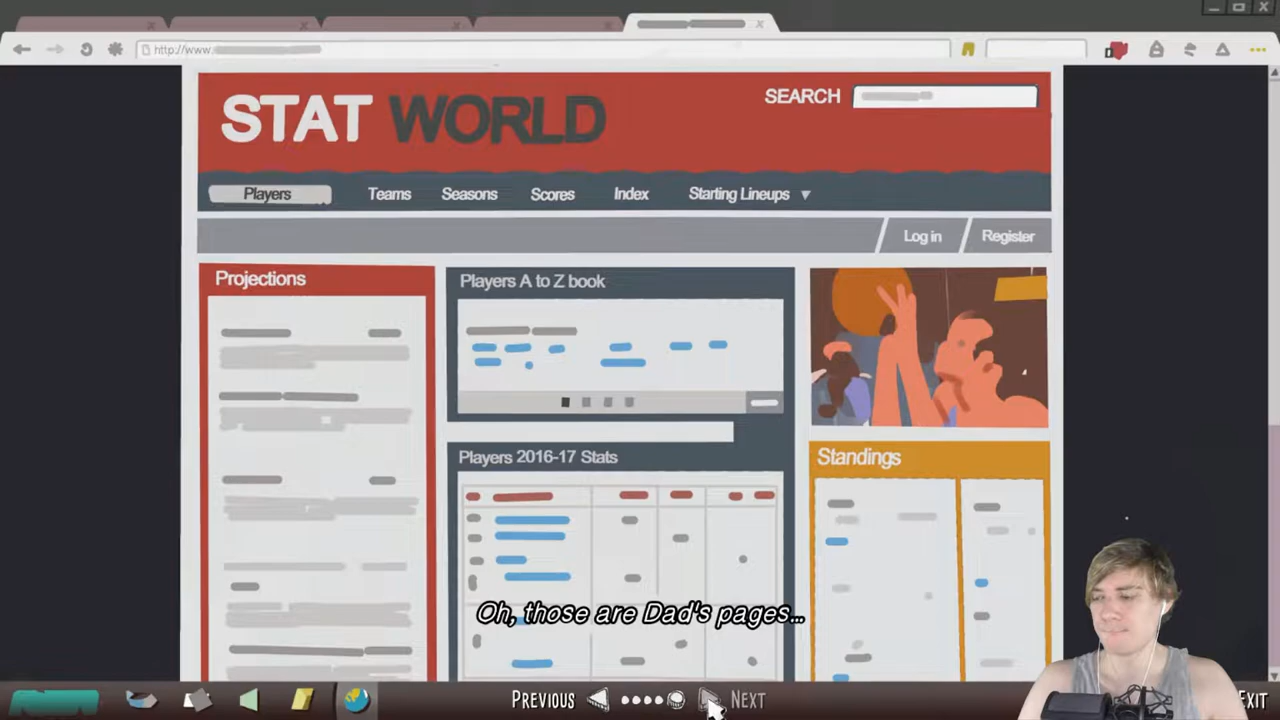 http://www.
STAT WORLD
SEARCH
Players
Teams
Seasons
Scores
Index
Starting Lineups
Log in
Register
Projections
Players A to Z book
Players 2016-17 Stats
Standings
Oh, those are Dad's pages...
PREVIOUS
NEXT